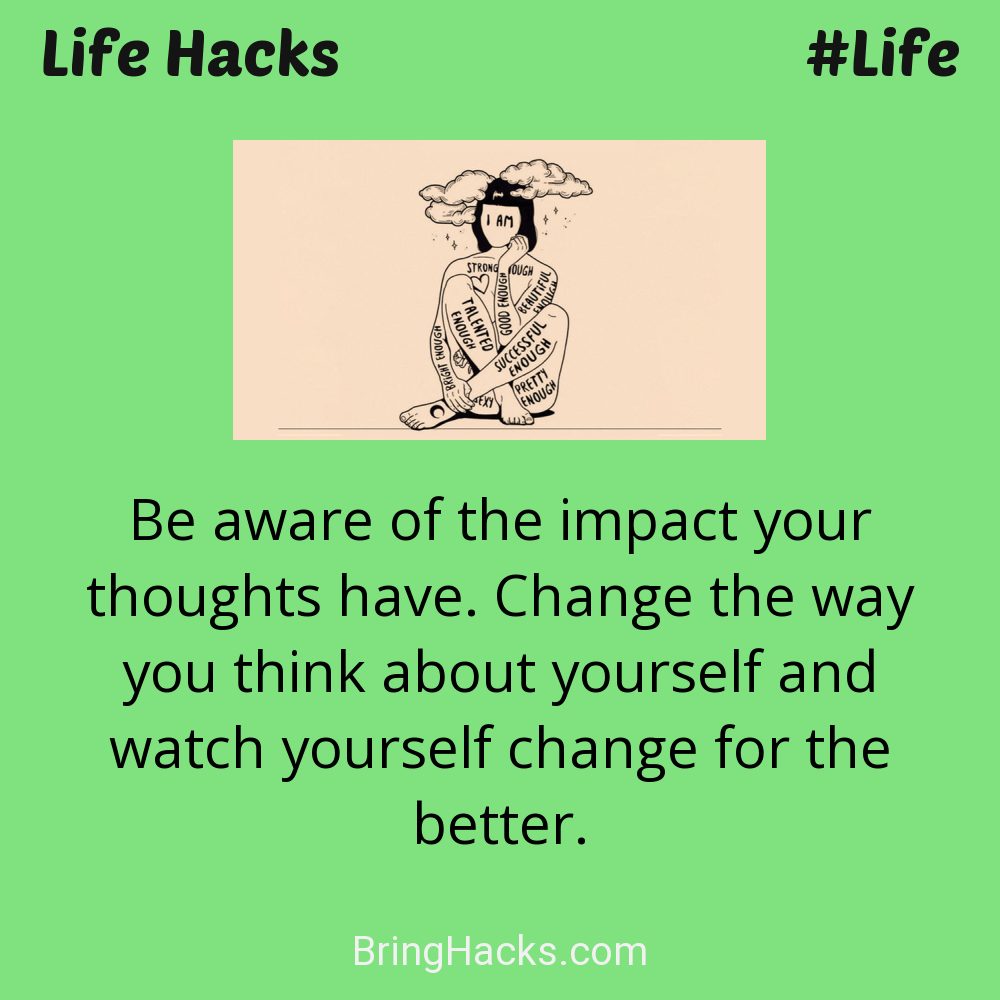 Life Hacks #Life
I AM
STRONG OUGH
GOOD ENOUGH
BEAUTIFUL
ENOUGH
TALENTED
ENOUGH
SUCCESSFUL
ENOUGH
BRIGHT ENOUGH
PRETTY
ENOUGH
SEXY
Be aware of the impact your
thoughts have. Change the way
you think about yourself and
watch yourself change for the
better.
BringHacks.com